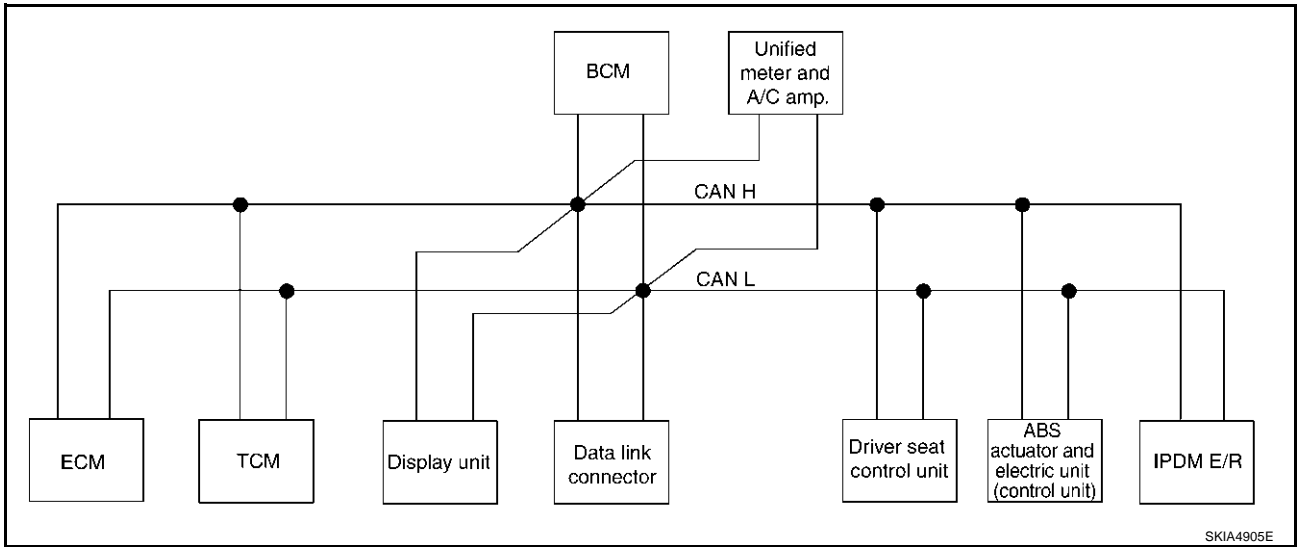 BCM
Unified
meter and
A/C amp.
CAN H
CAN L
ECM
TCM
Display unit
Data link
connector
Driver seat
control unit
ABS
actuator and
electric unit
(control unit)
IPDM E/R
SKIA4905E